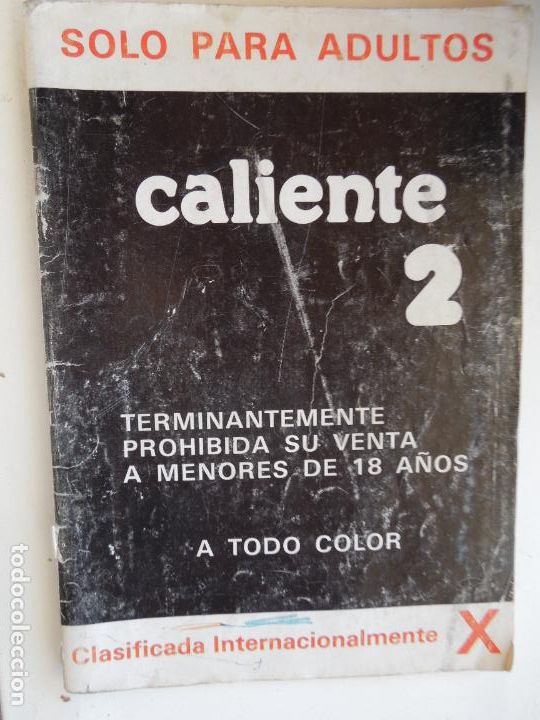 SOLO PARA ADULTOS
caliente
2
TERMINANTEMENTE
PROHIBIDA SU VENTA
A MENORES DE 18 AÑOS
A TODO COLOR
Clasificada Internacionalmente X
todocoleccion